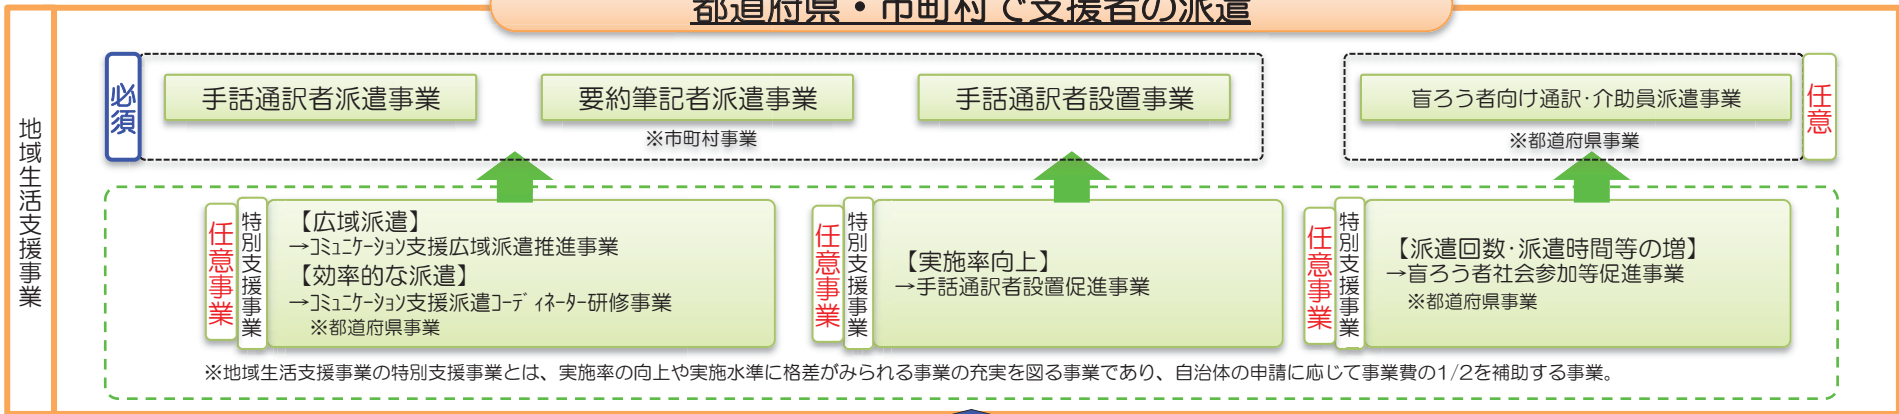 都道府県・市町村で支援者の派遣
地域生活支援事業
必須
手話通訳者派遣事業
要約筆記者派遣事業
手話通訳者設置事業
※市町村事業
盲ろう者向け通訳・介助員派遣事業
※都道府県事業
任意
任意事業
特別支援事業
【広域派遣】
→ｺﾐｭﾆｹｰｼｮﾝ支援広域派遣推進事業
【効率的な派遣】
→ｺﾐｭﾆｹｰｼｮﾝ支援派遣ｺｰﾃﾞｨﾈｰﾀｰ研修事業
※都道府県事業
任意事業
特別支援事業
【実施率向上】
→手話通訳者設置促進事業
任意事業
特別支援事業
【派遣回数・派遣時間等の増】
→盲ろう者社会参加等促進事業
※都道府県事業
※地域生活支援事業の特別支援事業とは、実施率の向上や実施水準に格差がみられる事業の充実を図る事業であり、自治体の申請に応じて事業費の1/2を補助する事業。